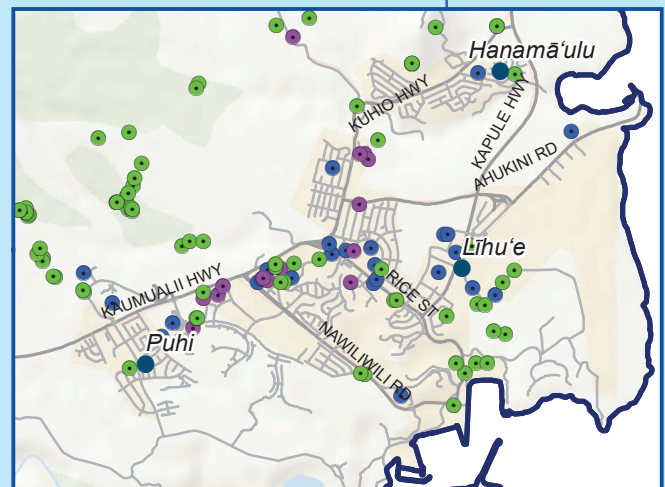 Hanamāʻulu
KUHIO HWY
KAPULE HWY
AHUKINI RD
Līhuʻe
KAUMUALII HWY
RICE ST
NAWILIWILI RD
Puhi